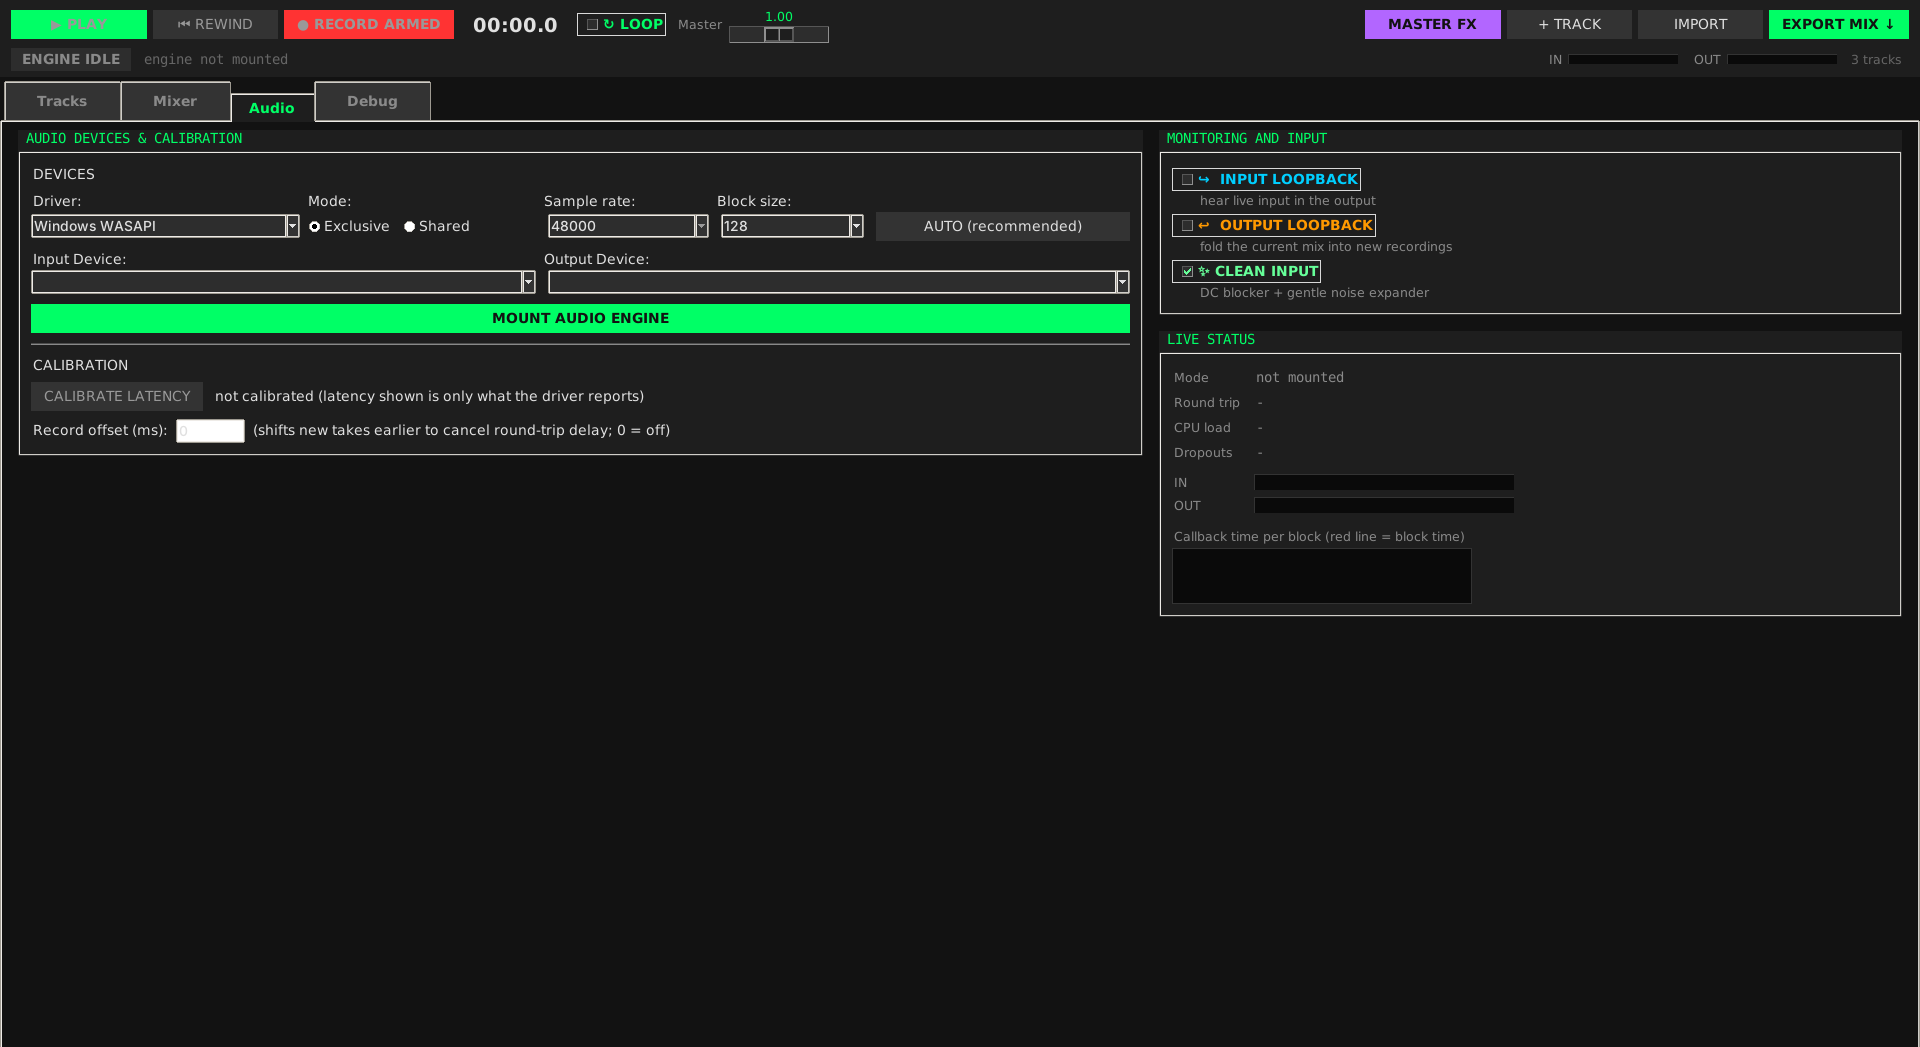 ▶ PLAY ⏮ REWIND ● RECORD ARMED 00:00.0 ↻ LOOP Master 1.00 MASTER FX + TRACK IMPORT EXPORT MIX ↓
ENGINE IDLE engine not mounted IN OUT 3 tracks
Tracks Mixer Audio Debug
AUDIO DEVICES & CALIBRATION
DEVICES
Driver: Mode: Sample rate: Block size:
Windows WASAPI Exclusive Shared 48000 128 AUTO (recommended)
Input Device: Output Device:
MOUNT AUDIO ENGINE
CALIBRATION
CALIBRATE LATENCY not calibrated (latency shown is only what the driver reports)
Record offset (ms): 0 (shifts new takes earlier to cancel round-trip delay; 0 = off)
MONITORING AND INPUT
↪ INPUT LOOPBACK
hear live input in the output
↩ OUTPUT LOOPBACK
fold the current mix into new recordings
✨ CLEAN INPUT
DC blocker + gentle noise expander
LIVE STATUS
Mode not mounted
Round trip -
CPU load -
Dropouts -
IN
OUT
Callback time per block (red line = block time)